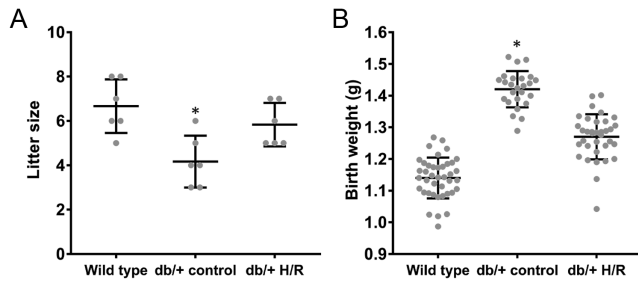 A
Litter size
10
8
6
4
2
0
*
Wild type db/+ control db/+ H/R
B
Birth weight (g)
1.6
1.5
1.4
1.3
1.2
1.1
1.0
0.9
*
Wild type db/+ control db/+ H/R